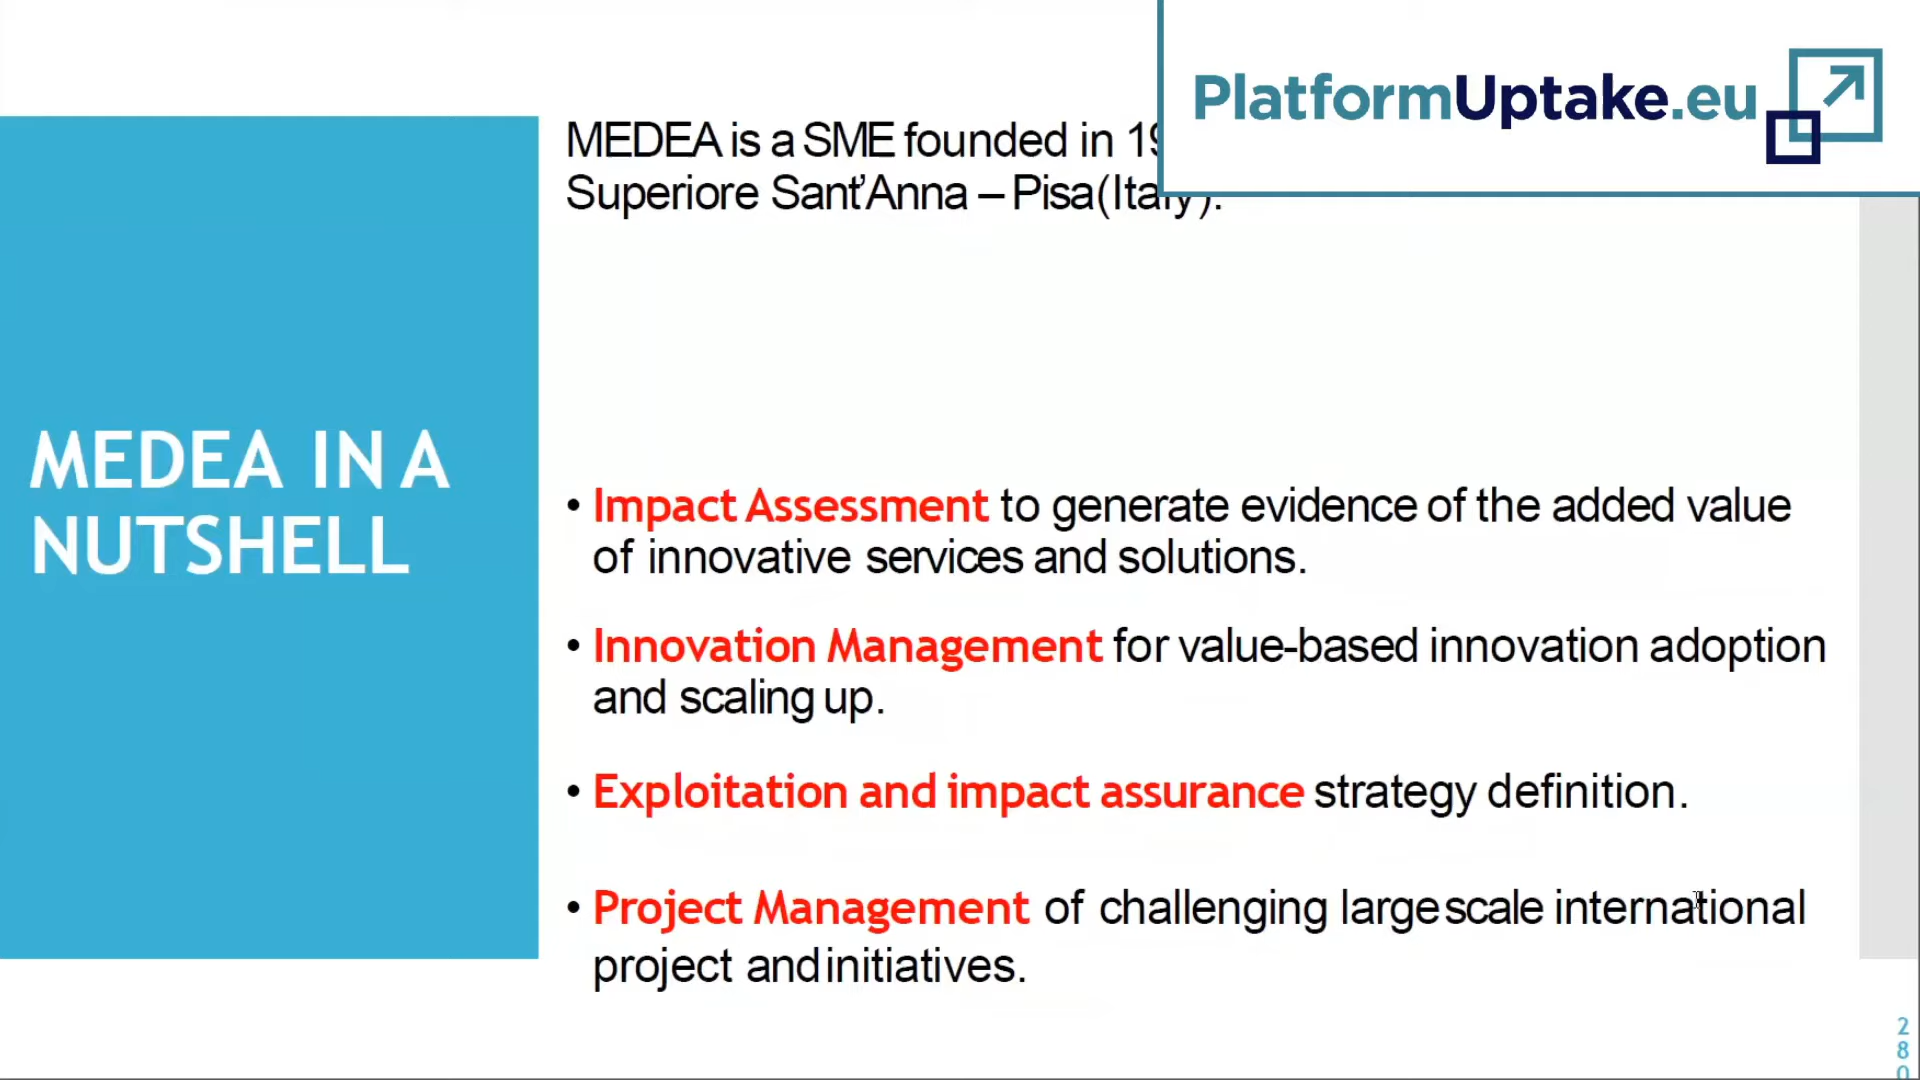 PlatformUptake.eu
MEDEA is a SME founded in
Superiore Sant'Anna – Pisa(Italy).
MEDEA IN A
NUTSHELL
• Impact Assessment to generate evidence of the added value
of innovative services and solutions.
• Innovation Management for value-based innovation adoption
and scaling up.
• Exploitation and impact assurance strategy definition.
• Project Management of challenging large scale international
project and initiatives.
2
8